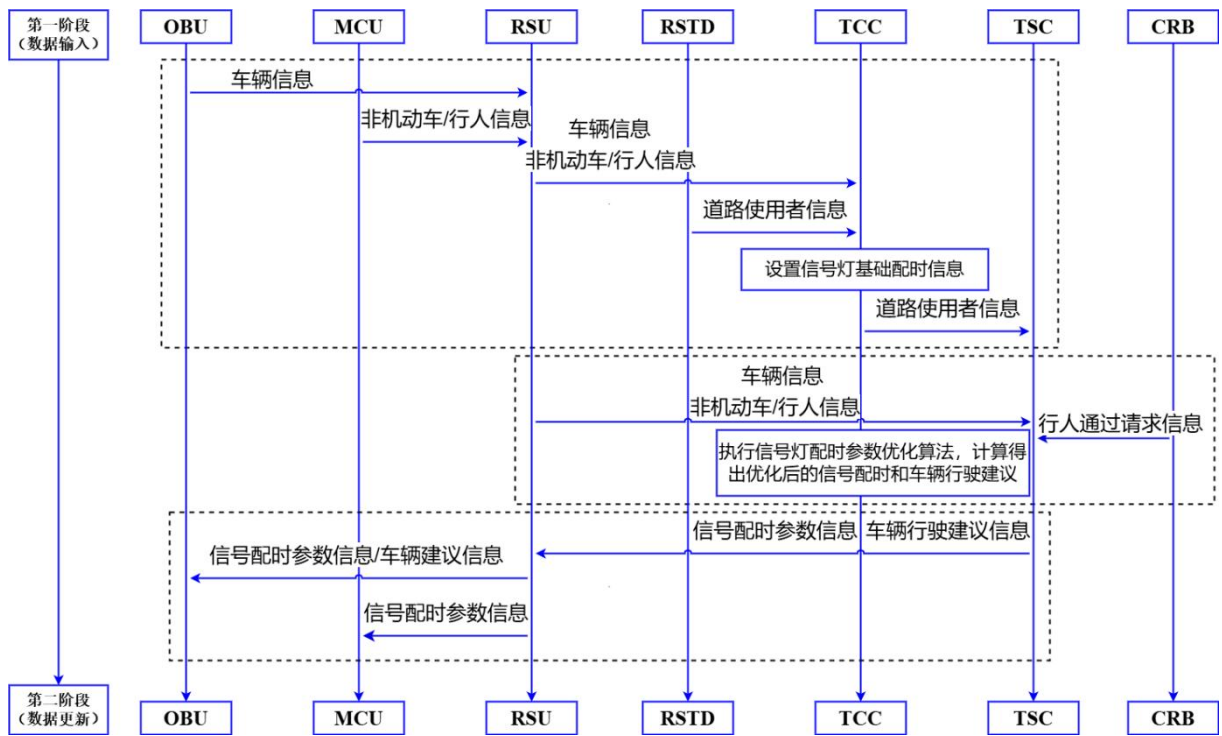 第一阶段
（数据输入）
OBU
MCU
RSU
RSTD
TCC
TSC
CRB
车辆信息
非机动车/行人信息
车辆信息
非机动车/行人信息
道路使用者信息
设置信号灯基础配时信息
道路使用者信息
车辆信息
非机动车/行人信息
行人通过请求信息
执行信号灯配时参数优化算法，计算得
出优化后的信号配时和车辆行驶建议
信号配时参数信息 车辆行驶建议信息
信号配时参数信息/车辆建议信息
信号配时参数信息
第二阶段
（数据更新）
OBU
MCU
RSU
RSTD
TCC
TSC
CRB